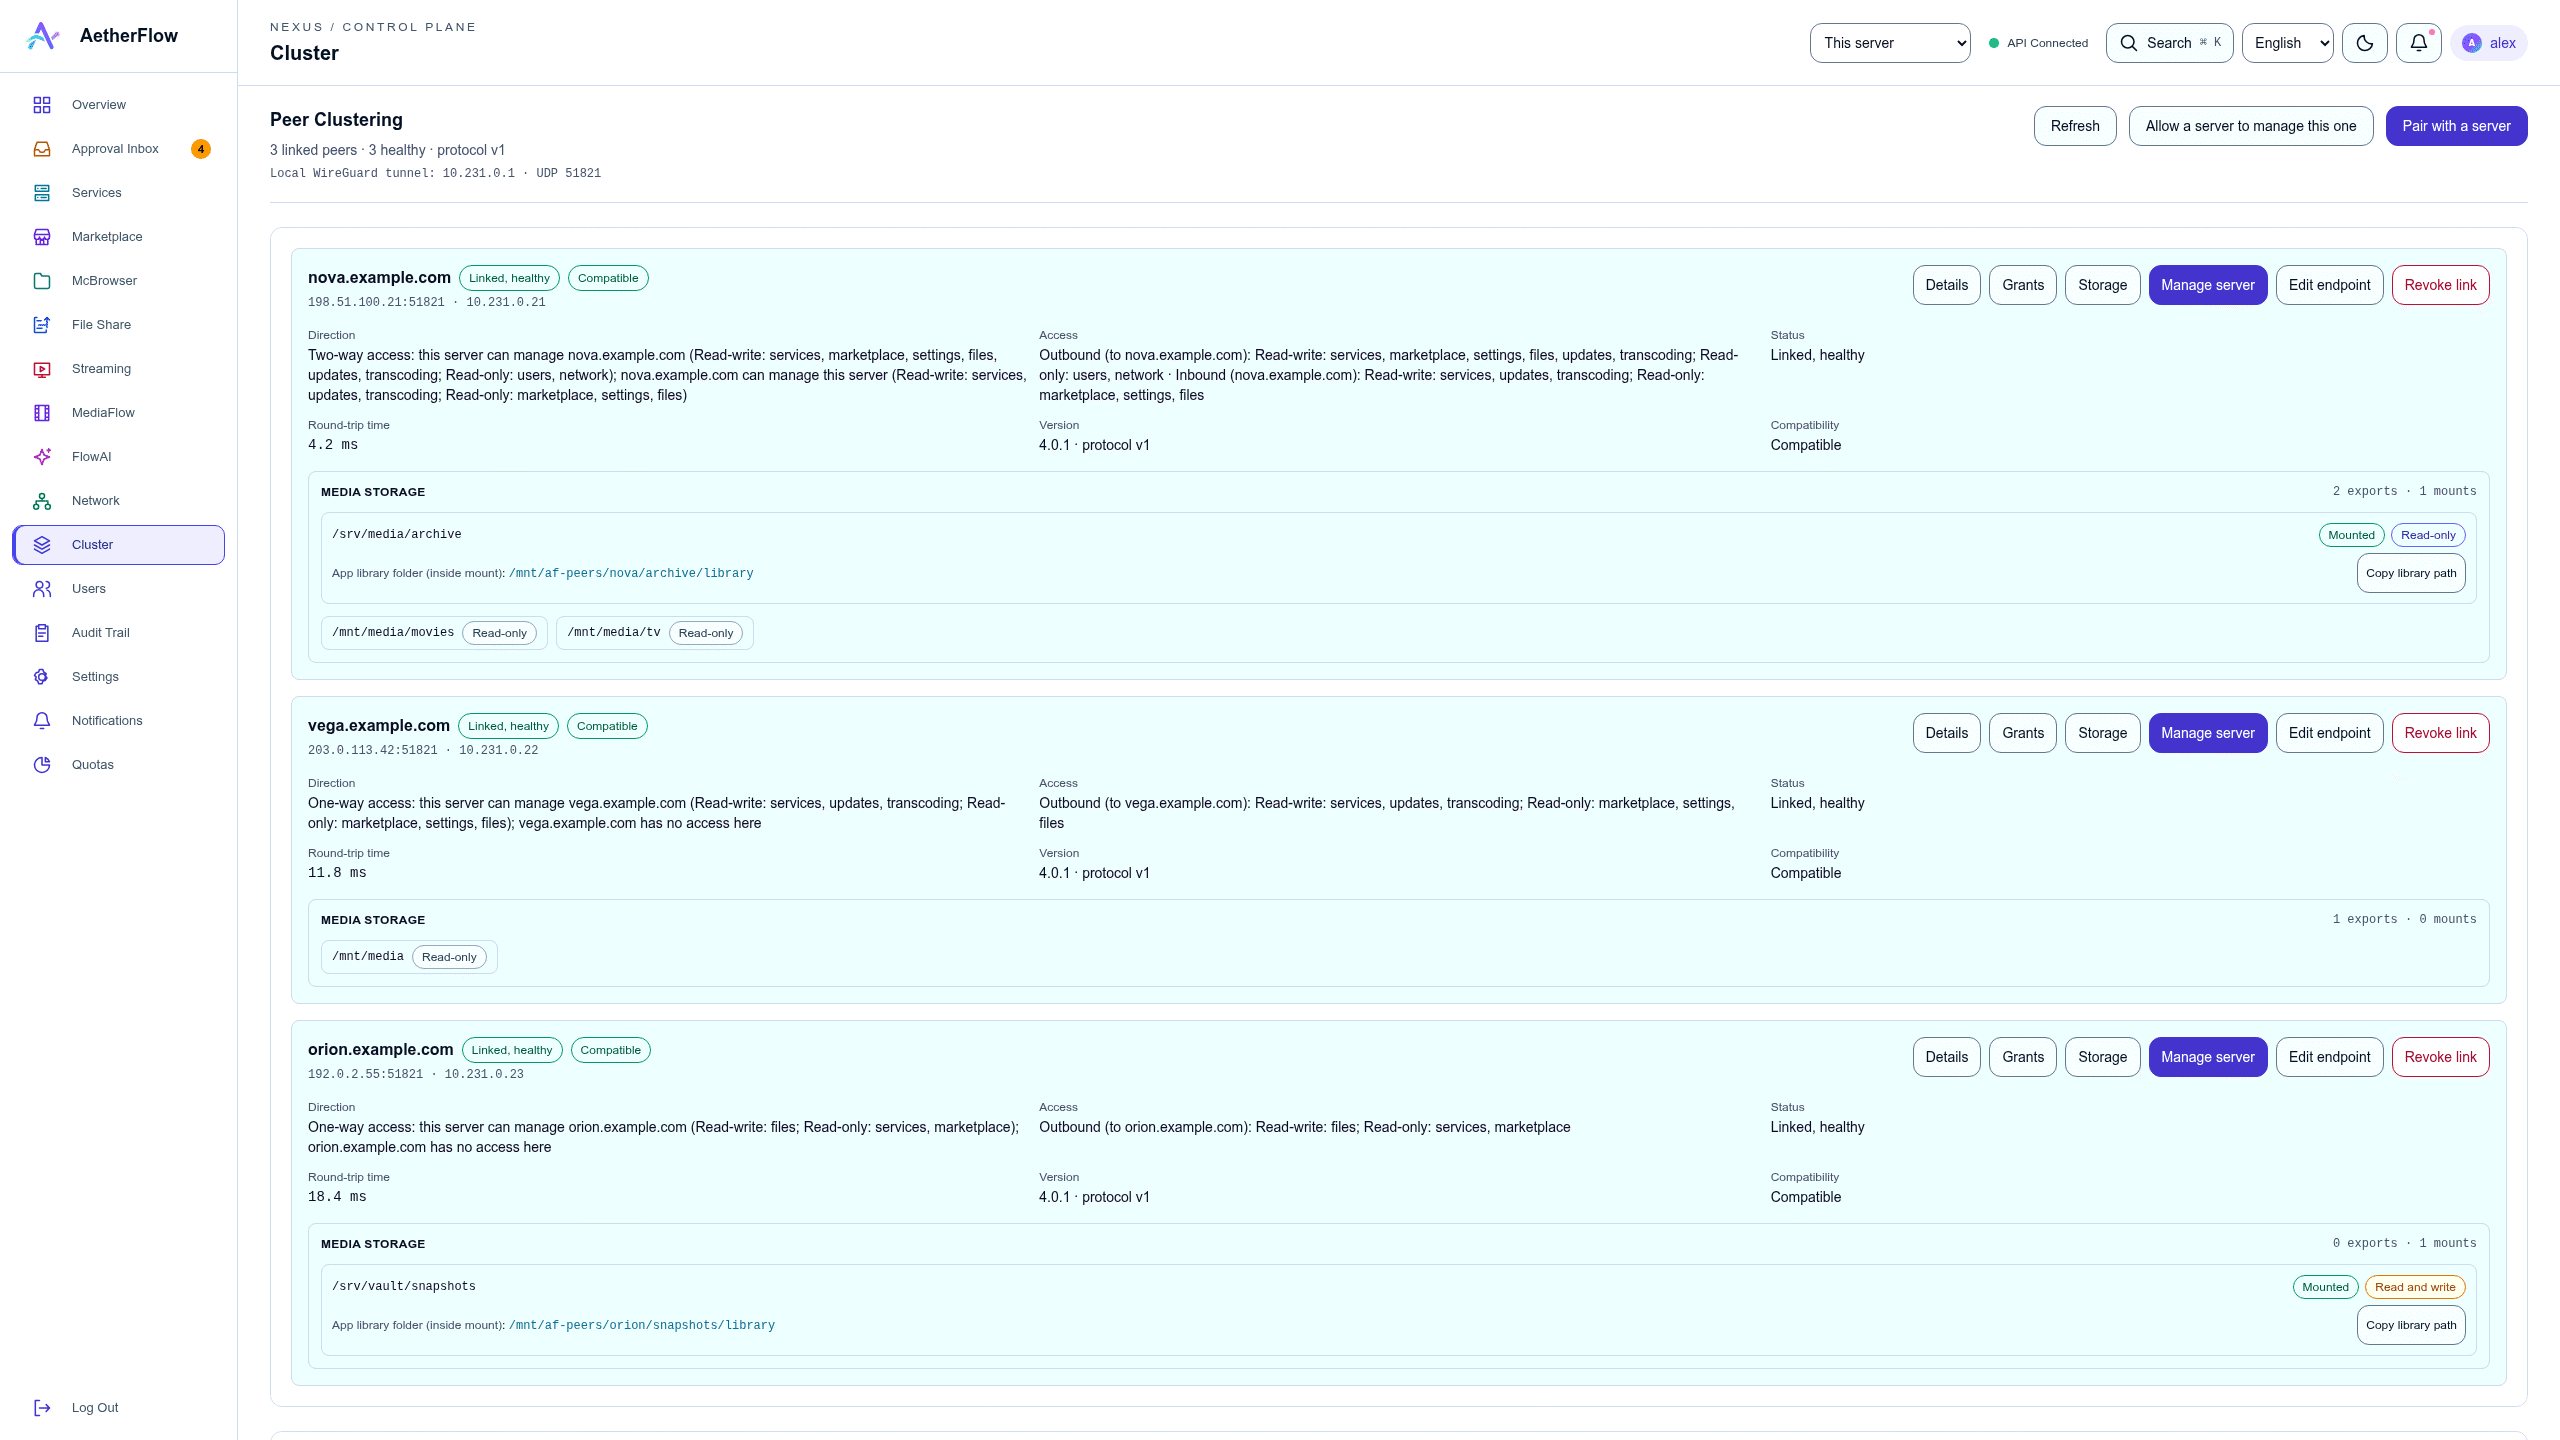 AetherFlow
NEXUS / CONTROL PLANE
Cluster
This server
API Connected
Search ⌘ K
English
A
alex
Overview
Approval Inbox 4
Services
Marketplace
McBrowser
File Share
Streaming
MediaFlow
FlowAI
Network
Cluster
Users
Audit Trail
Settings
Notifications
Quotas
Log Out
Peer Clustering
3 linked peers · 3 healthy · protocol v1
Local WireGuard tunnel: 10.231.0.1 · UDP 51821
Refresh
Allow a server to manage this one
Pair with a server
nova.example.com Linked, healthy Compatible
198.51.100.21:51821 · 10.231.0.21
Details Grants Storage Manage server Edit endpoint Revoke link
Direction
Two-way access: this server can manage nova.example.com (Read-write: services, marketplace, settings, files,
updates, transcoding; Read-only: users, network); nova.example.com can manage this server (Read-write: services,
updates, transcoding; Read-only: marketplace, settings, files)
Access
Outbound (to nova.example.com): Read-write: services, marketplace, settings, files, updates, transcoding; Read-
only: users, network · Inbound (nova.example.com): Read-write: services, updates, transcoding; Read-only:
marketplace, settings, files
Status
Linked, healthy
Round-trip time
4.2 ms
Version
4.0.1 · protocol v1
Compatibility
Compatible
MEDIA STORAGE
2 exports · 1 mounts
/srv/media/archive
Mounted Read-only
App library folder (inside mount): /mnt/af-peers/nova/archive/library
Copy library path
/mnt/media/movies Read-only /mnt/media/tv Read-only
vega.example.com Linked, healthy Compatible
203.0.113.42:51821 · 10.231.0.22
Details Grants Storage Manage server Edit endpoint Revoke link
Direction
One-way access: this server can manage vega.example.com (Read-write: services, updates, transcoding; Read-
only: marketplace, settings, files); vega.example.com has no access here
Access
Outbound (to vega.example.com): Read-write: services, updates, transcoding; Read-only: marketplace, settings,
files
Status
Linked, healthy
Round-trip time
11.8 ms
Version
4.0.1 · protocol v1
Compatibility
Compatible
MEDIA STORAGE
1 exports · 0 mounts
/mnt/media Read-only
orion.example.com Linked, healthy Compatible
192.0.2.55:51821 · 10.231.0.23
Details Grants Storage Manage server Edit endpoint Revoke link
Direction
One-way access: this server can manage orion.example.com (Read-write: files; Read-only: services, marketplace);
orion.example.com has no access here
Access
Outbound (to orion.example.com): Read-write: files; Read-only: services, marketplace
Status
Linked, healthy
Round-trip time
18.4 ms
Version
4.0.1 · protocol v1
Compatibility
Compatible
MEDIA STORAGE
0 exports · 1 mounts
/srv/vault/snapshots
Mounted Read and write
App library folder (inside mount): /mnt/af-peers/orion/snapshots/library
Copy library path